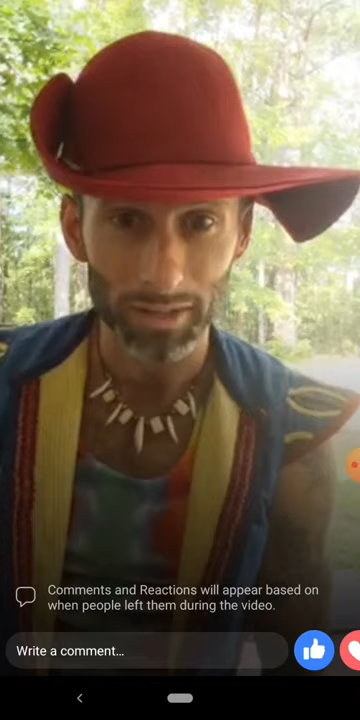 Comments and Reactions will appear based on
when people left them during the video.
Write a comment...